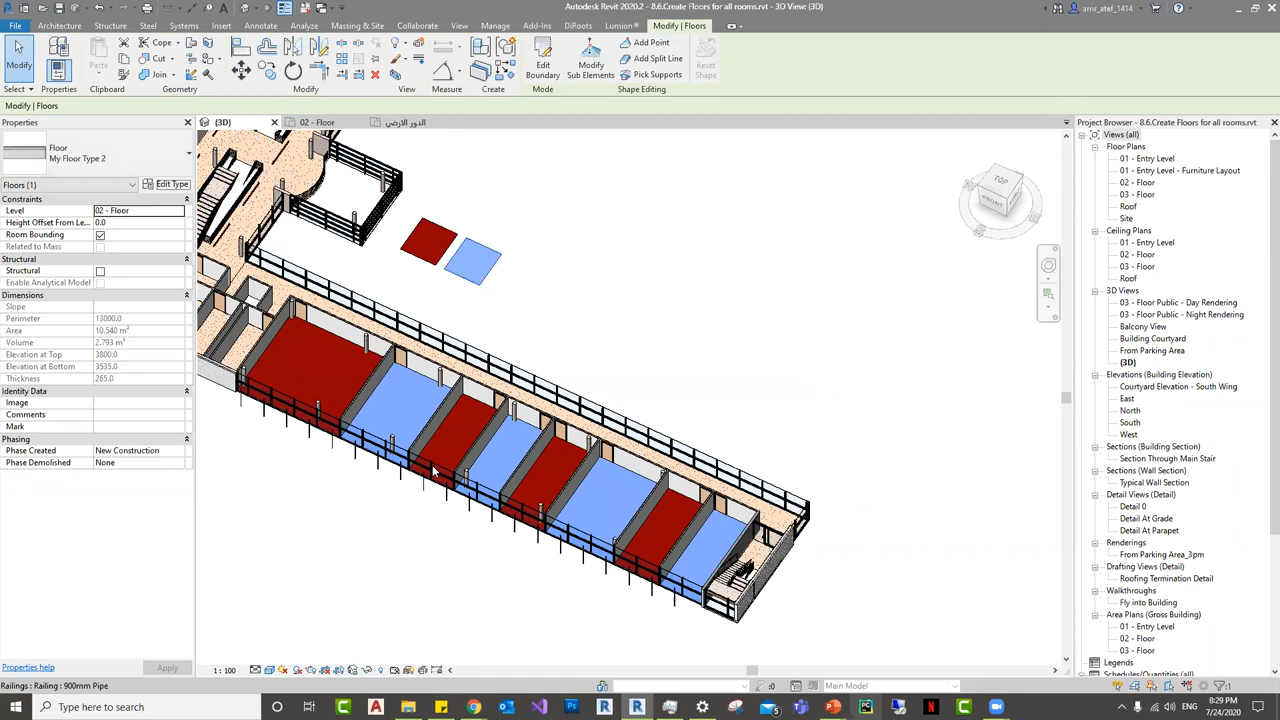 Autodesk Revit 2020.2 - 8.6.Create Floors for all rooms.rvt - 3D View: {3D}
amr_atef_1414
File Architecture Structure Steel Systems Insert Annotate Analyze Massing & Site Collaborate View Manage Add-Ins DiRoots Lumion® Modify | Floors
Modify Paste Cope Cut Join Edit Boundary Modify Sub Elements Add Point Add Split Line Pick Supports Reset Shape
Select Properties Clipboard Geometry Modify View Measure Create Mode Shape Editing
Modify | Floors
Properties
{3D} 02 - Floor الدور الارضي
Project Browser - 8.6.Create Floors for all rooms.rvt
Floor
My Floor Type 2
Floors (1) Edit Type
Constraints
Level 02 - Floor
Height Offset From Le... 0.0
Room Bounding
Related to Mass
Structural
Structural
Enable Analytical Model
Dimensions
Slope
Perimeter 13000.0
Area 10.540 m²
Volume 2.793 m³
Elevation at Top 3800.0
Elevation at Bottom 3535.0
Thickness 265.0
Identity Data
Image
Comments
Mark
Phasing
Phase Created New Construction
Phase Demolished None
Properties help Apply
TOP
FRONT
Views (all)
Floor Plans
01 - Entry Level
01 - Entry Level - Furniture Layout
02 - Floor
03 - Floor
Roof
Site
Ceiling Plans
01 - Entry Level
02 - Floor
03 - Floor
Roof
3D Views
03 - Floor Public - Day Rendering
03 - Floor Public - Night Rendering
Balcony View
Building Courtyard
From Parking Area
{3D}
Elevations (Building Elevation)
Courtyard Elevation - South Wing
East
North
South
West
Sections (Building Section)
Section Through Main Stair
Sections (Wall Section)
Typical Wall Section
Detail Views (Detail)
Detail 0
Detail At Grade
Detail At Parapet
Renderings
From Parking Area_3pm
Drafting Views (Detail)
Roofing Termination Detail
Walkthroughs
Fly into Building
Area Plans (Gross Building)
01 - Entry Level
02 - Floor
03 - Floor
Legends
Schedules/Quantities (all)
1 : 100
Railings : Railing : 900mm Pipe
:0 Main Model :1
Type here to search
8:29 PM
7/24/2020